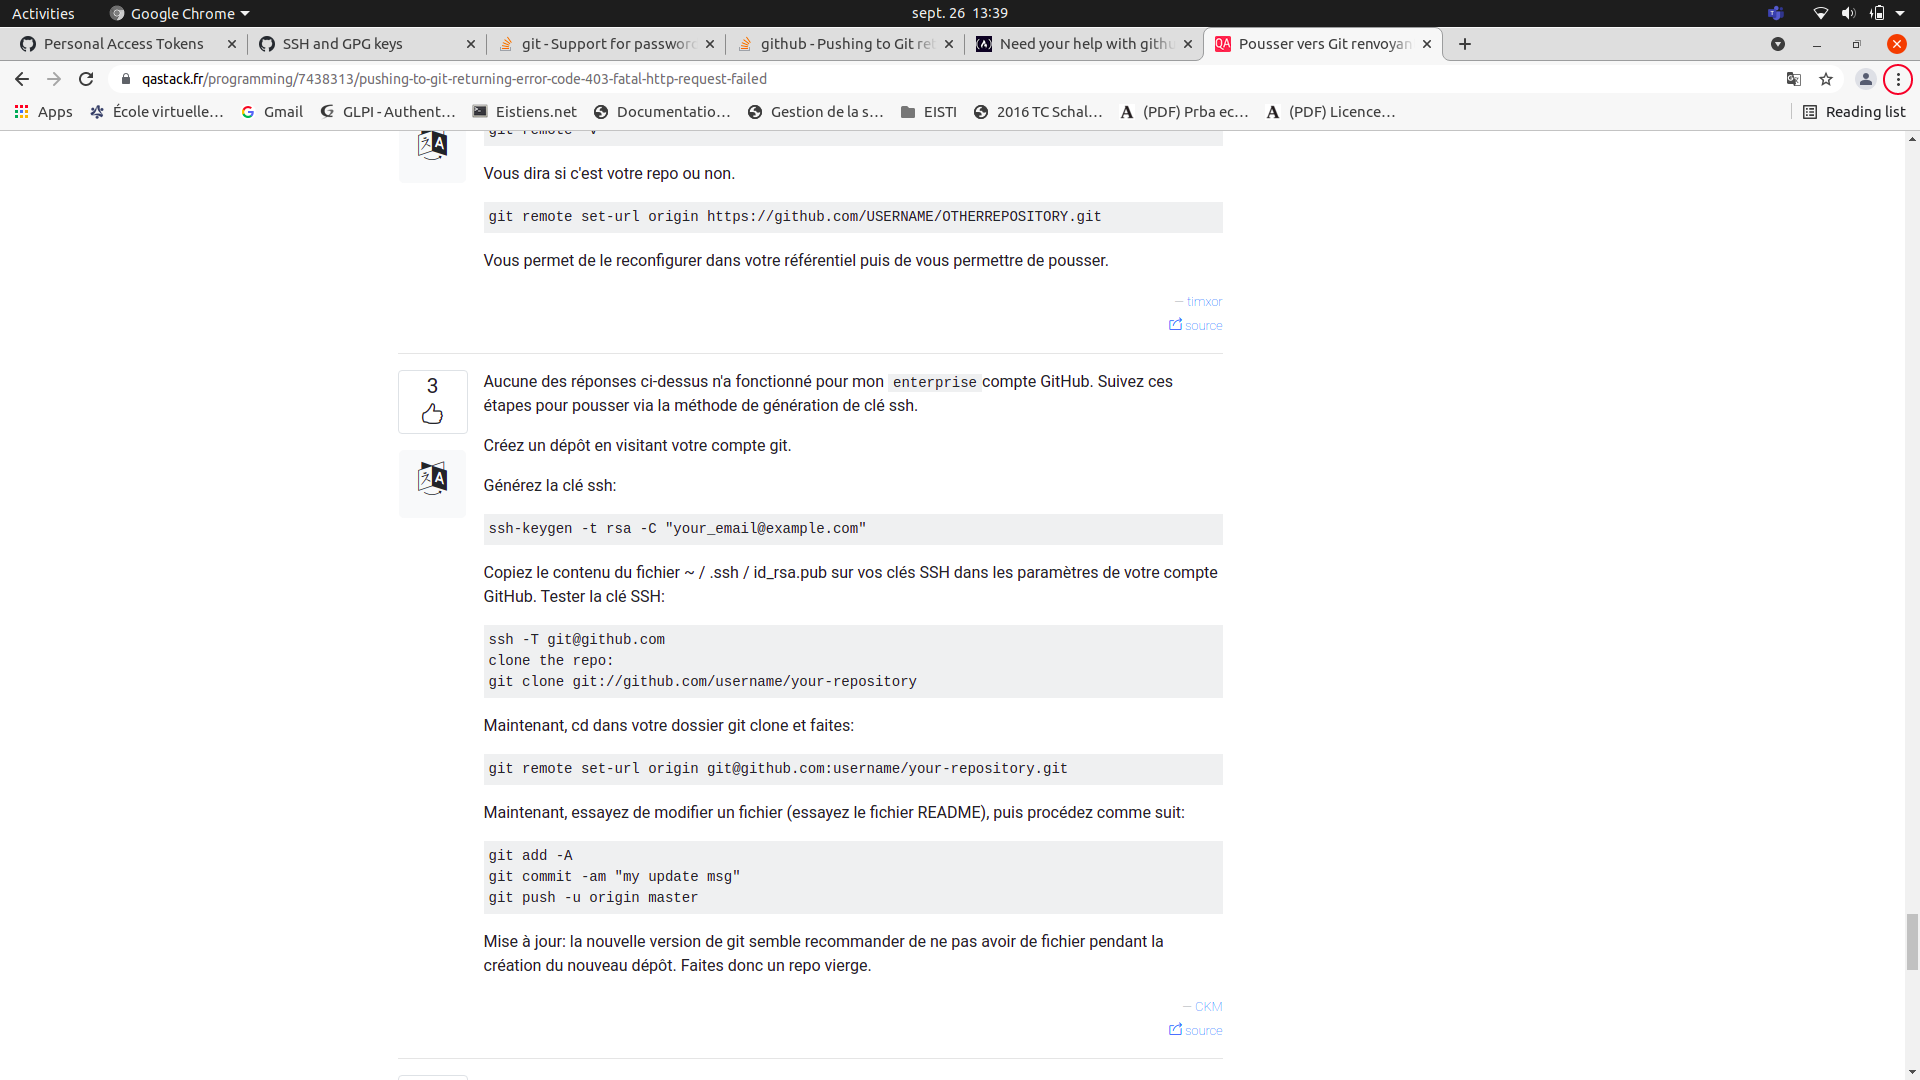 Activities
Google Chrome
sept. 26 13:39
Personal Access Tokens
SSH and GPG keys
git - Support for passwor
github - Pushing to Git ret
Need your help with githu
Pousser vers Git renvoyan
qastack.fr/programming/7438313/pushing-to-git-returning-error-code-403-fatal-http-request-failed
Apps
École virtuelle…
Gmail
GLPI - Authent…
Eistiens.net
Documentatio…
Gestion de la s…
EISTI
2016 TC Schal…
(PDF) Prba ec…
(PDF) Licence…
Reading list
git remote -v
Vous dira si c'est votre repo ou non.
git remote set-url origin https://github.com/USERNAME/OTHERREPOSITORY.git
Vous permet de le reconfigurer dans votre référentiel puis de vous permettre de pousser.
— timxor
source
3
Aucune des réponses ci-dessus n'a fonctionné pour mon enterprise compte GitHub. Suivez ces
étapes pour pousser via la méthode de génération de clé ssh.
Créez un dépôt en visitant votre compte git.
Générez la clé ssh:
ssh-keygen -t rsa -C "your_email@example.com"
Copiez le contenu du fichier ~ / .ssh / id_rsa.pub sur vos clés SSH dans les paramètres de votre compte
GitHub. Tester la clé SSH:
ssh -T git@github.com
clone the repo:
git clone git://github.com/username/your-repository
Maintenant, cd dans votre dossier git clone et faites:
git remote set-url origin git@github.com:username/your-repository.git
Maintenant, essayez de modifier un fichier (essayez le fichier README), puis procédez comme suit:
git add -A
git commit -am "my update msg"
git push -u origin master
Mise à jour: la nouvelle version de git semble recommander de ne pas avoir de fichier pendant la
création du nouveau dépôt. Faites donc un repo vierge.
— CKM
source